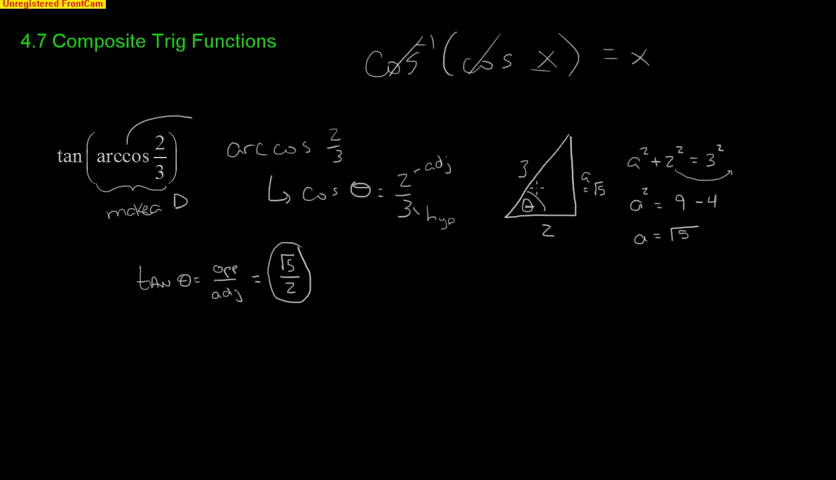 Unregistered FrontCam
4.7 Composite Trig Functions
cos⁻¹(cos x) = x
tan(arccos 2/3)
make a
arccos 2/3
↳ cos θ = 2/3
adj
hyp
3
θ
2
a = √5
a² + 2² = 3²
a² = 9 - 4
a = √5
tan θ = opp/adj = √5/2